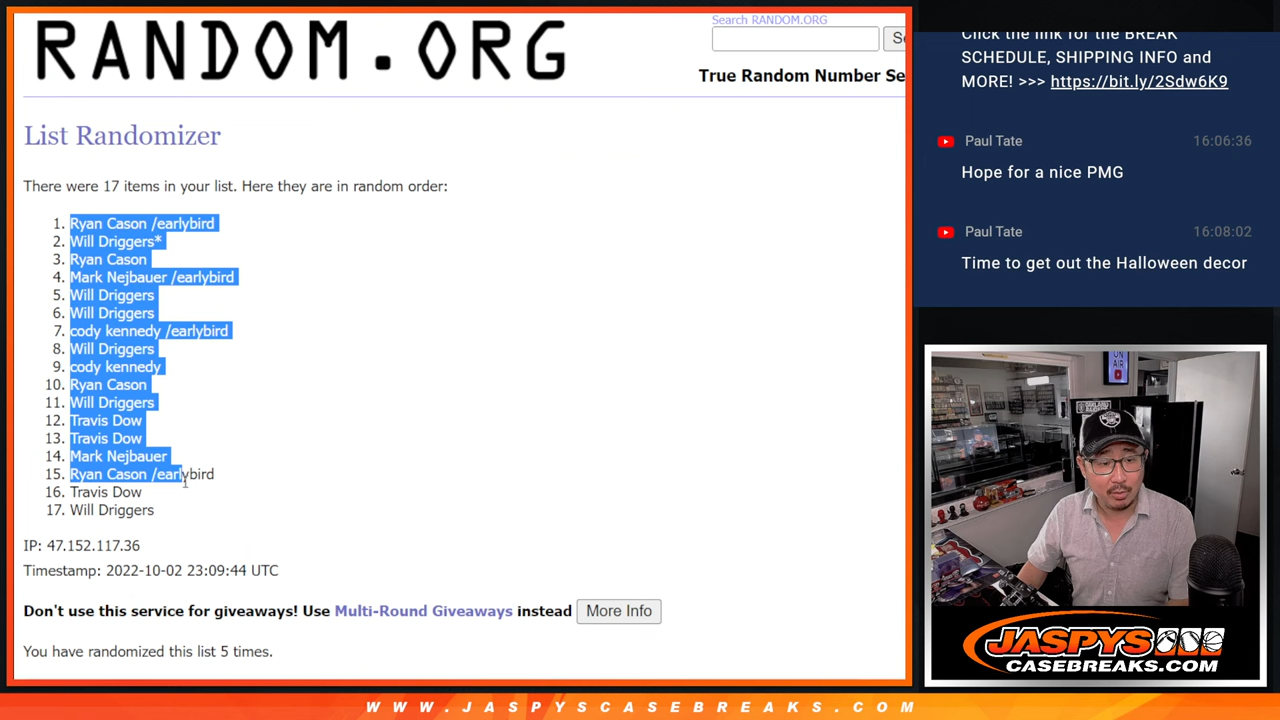 RANDOM.ORG
Search RANDOM.ORG
True Random Number Se
List Randomizer
There were 17 items in your list. Here they are in random order:
1. Ryan Cason /earlybird
2. Will Driggers*
3. Ryan Cason
4. Mark Nejbauer /earlybird
5. Will Driggers
6. Will Driggers
7. cody kennedy /earlybird
8. Will Driggers
9. cody kennedy
10. Ryan Cason
11. Will Driggers
12. Travis Dow
13. Travis Dow
14. Mark Nejbauer
15. Ryan Cason /earlybird
16. Travis Dow
17. Will Driggers
IP: 47.152.117.36
Timestamp: 2022-10-02 23:09:44 UTC
Don't use this service for giveaways! Use Multi-Round Giveaways instead More Info
You have randomized this list 5 times.
Click the link for the BREAK
SCHEDULE, SHIPPING INFO and
MORE! >>> https://bit.ly/2Sdw6K9
Paul Tate 16:06:36
Hope for a nice PMG
Paul Tate 16:08:02
Time to get out the Halloween decor
ON
AIR
JASPYS
CASEBREAKS.COM
WWW.JASPYSCASEBREAKS.COM